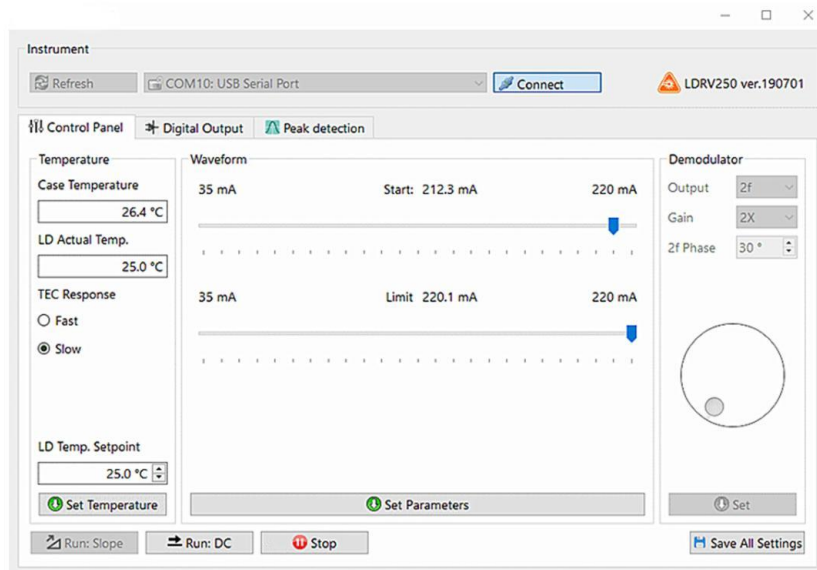 Instrument
Refresh
COM10: USB Serial Port
Connect
LDRV250 ver.190701
Control Panel
Digital Output
Peak detection
Temperature
Case Temperature
26.4 °C
LD Actual Temp.
25.0 °C
TEC Response
Fast
Slow
LD Temp. Setpoint
25.0 °C
Set Temperature
Waveform
35 mA Start: 212.3 mA 220 mA
35 mA Limit 220.1 mA 220 mA
Set Parameters
Demodulator
Output 2f
Gain 2X
2f Phase 30 °
Set
Run: Slope
Run: DC
Stop
Save All Settings